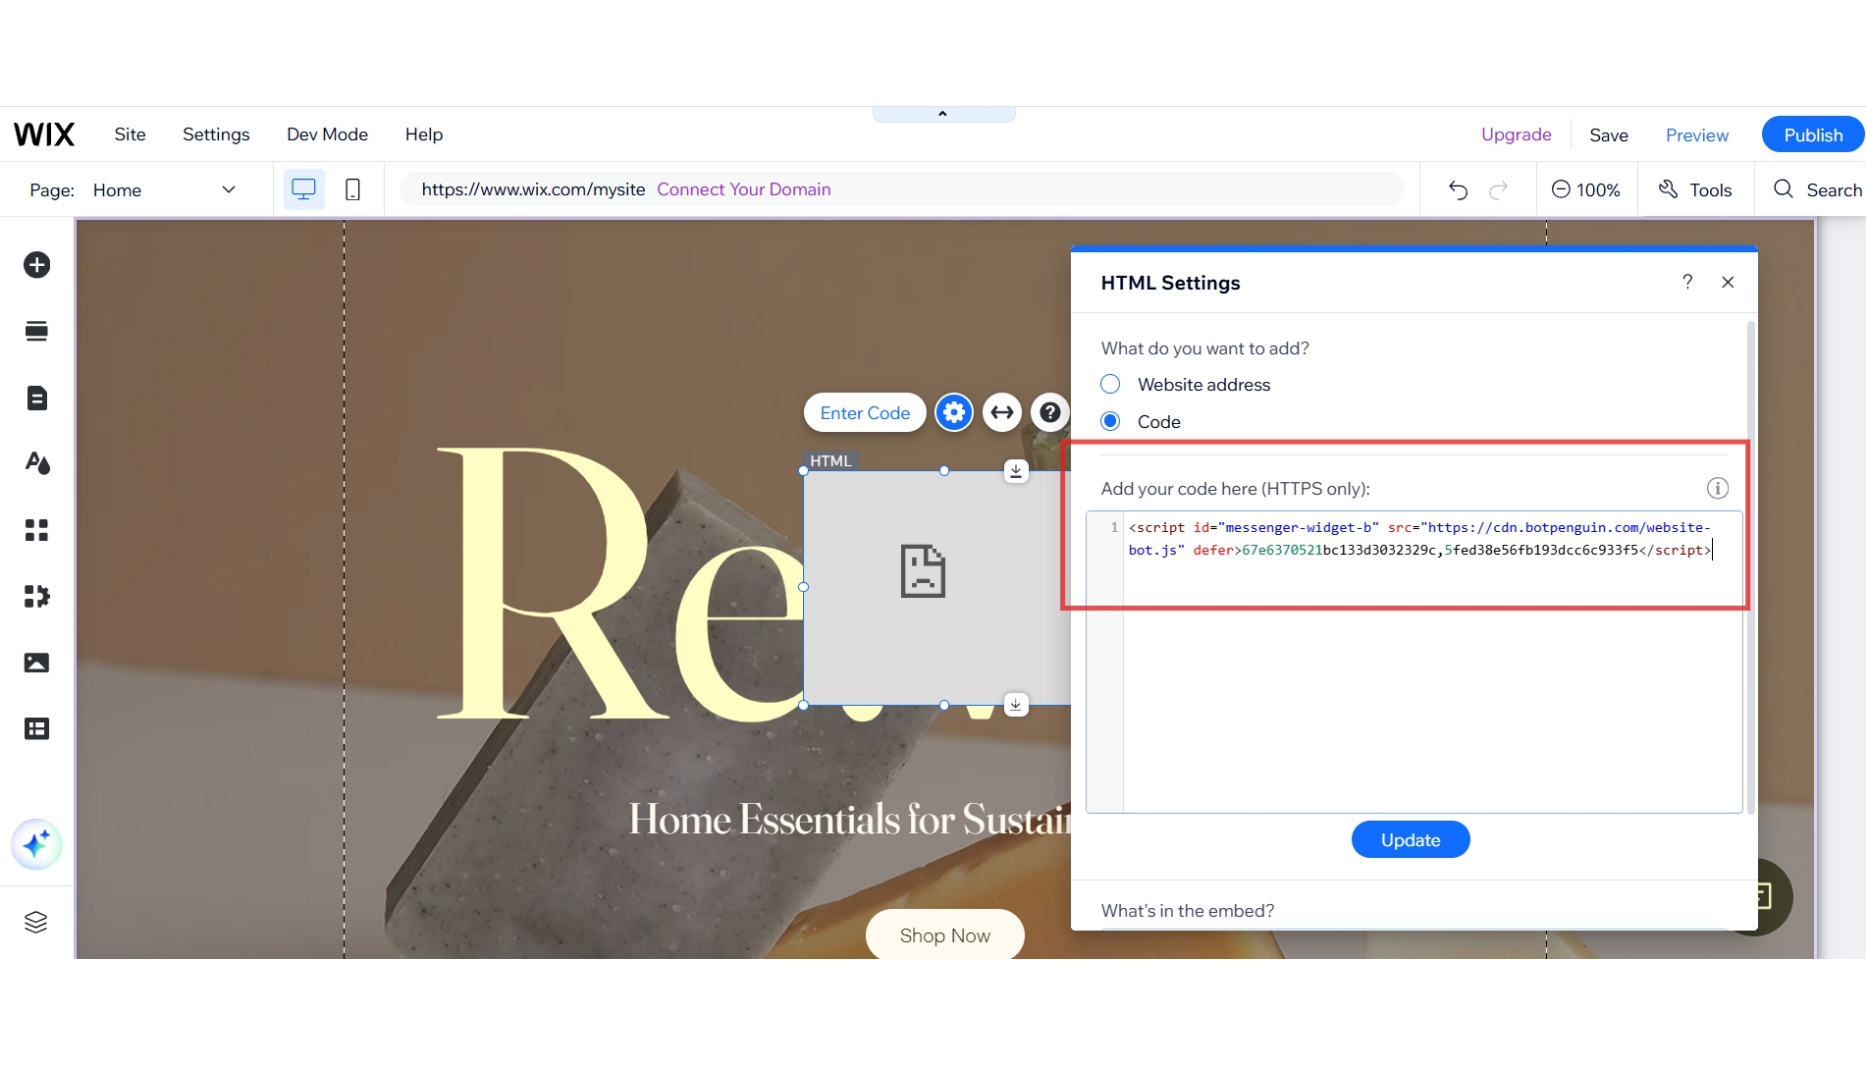 WIX Site Settings Dev Mode Help Upgrade Save Preview Publish
Page: Home https://www.wix.com/mysite Connect Your Domain 100% Tools Search
HTML Settings ?
What do you want to add?
Website address
Enter Code ?
Code
HTML
Add your code here (HTTPS only):
1 <script id="messenger-widget-b" src="https://cdn.botpenguin.com/website-
bot.js" defer>67e6370521bc133d3032329c,5fed38e56fb193dcc6c933f5</script>
Re
Home Essentials for Sustai
Update
What's in the embed?
Shop Now